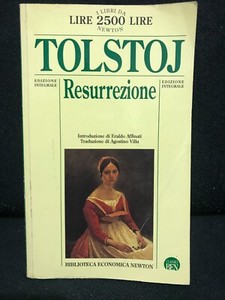 I LIBRI DA
LIRE 2500 LIRE
NEWTON
TOLSTOJ
EDIZIONE
INTEGRALE
Resurrezione
EDIZIONE
INTEGRALE
Introduzione di Eraldo Affinati
Traduzione di Agostino Villa
BIBLIOTECA ECONOMICA NEWTON
BEN